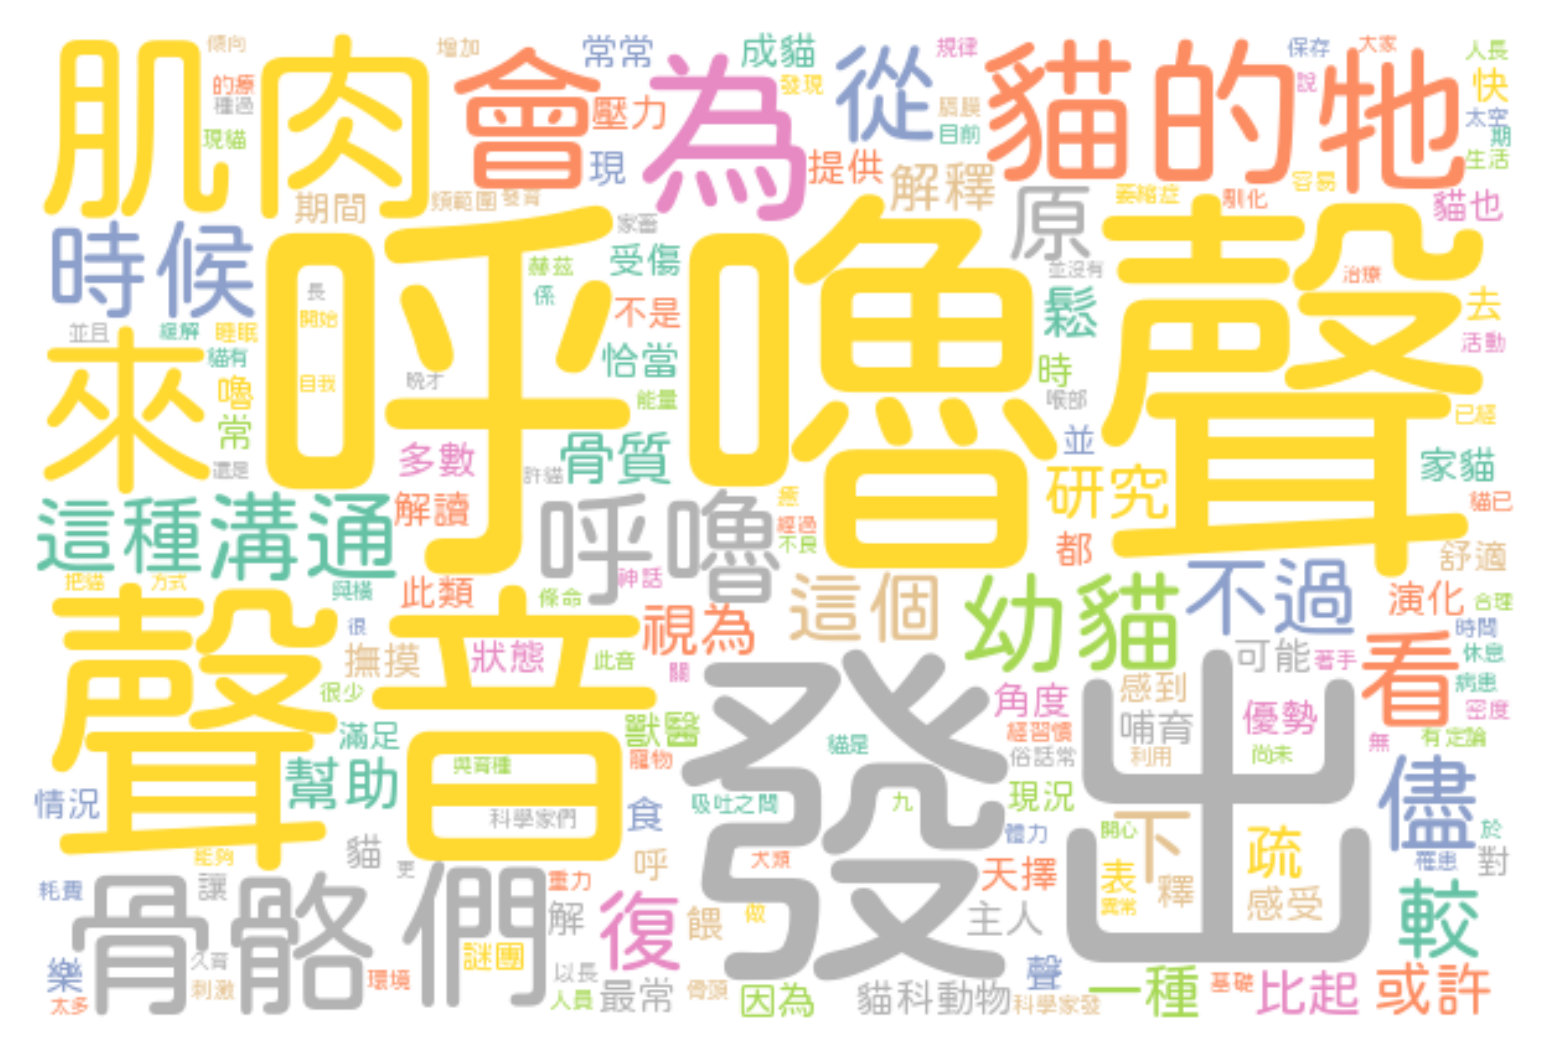 肌肉
傾向
的療
種過
現貓
期間
增加
會
常常
壓力
現
頻範圍
發音
為
成貓
發現
提供
從
規律
目前
解釋
貓的牠
保存
大家
說
人長
快
太空
期
生活
容易
萎縮症
馴化
貓也
時候
呼嚕聲
家畜
赫茲
係
受傷
不是
恰當
能量
長
開始
自我
原
並沒有
鬆
時
喉部
並
治療
去
活動
已經
家貓
貓已
並且
緩解
睡眠
貓有
來
嚕
常
還是
多數
骨質
許貓
研究
這種
溝通
解讀
呼嚕
經過
不良
都
舒適
把貓
方式
與橫
此類
條命
神話
視為
這個
幼貓
不過
演化
合理
時間
聲音
很
撫摸
狀態
此音
關
很少
滿足
獸醫
寵物
與育種
科學家們
幫助
情況
能夠
發出
貓是
吸吐之間
九
犬類
做
角度
經習慣
俗話常
現況
體力
天擇
主人
感到
哺育
利用
可能
著手
優勢
尚未
看
休息
病患
密度
無
有定論
儘
於
罹患
對
開心
表
異常
下
釋
疏
感受
較
食
呼
貓
更
耗費
讓
骨骼
們
謎團
重力
解
復
餵
樂
太多
刺激
環境
以長
人員
最常
骨頭
因為
貓科動物
聲
科學家發
一種
基礎
比起
或許